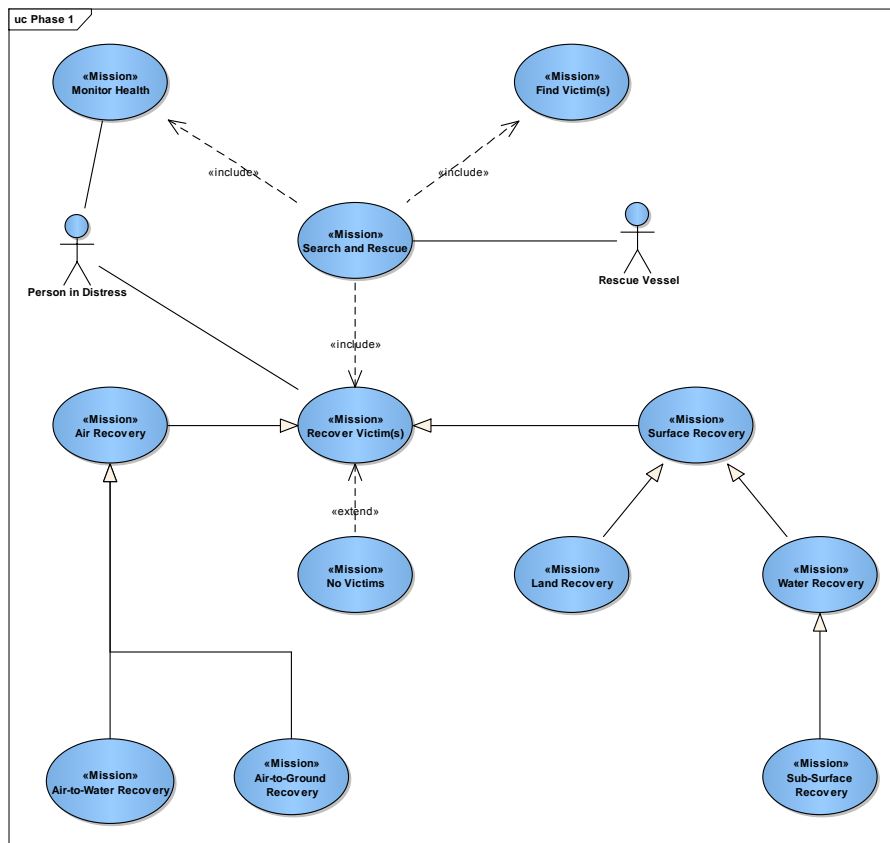 uc Phase 1
«Mission»
Monitor Health
«Mission»
Find Victim(s)
«include»
«include»
«Mission»
Search and Rescue
Person in Distress
Rescue Vessel
«include»
«Mission»
Air Recovery
«Mission»
Recover Victim(s)
«Mission»
Surface Recovery
«extend»
«Mission»
No Victims
«Mission»
Land Recovery
«Mission»
Water Recovery
«Mission»
Air-to-Water Recovery
«Mission»
Air-to-Ground
Recovery
«Mission»
Sub-Surface
Recovery